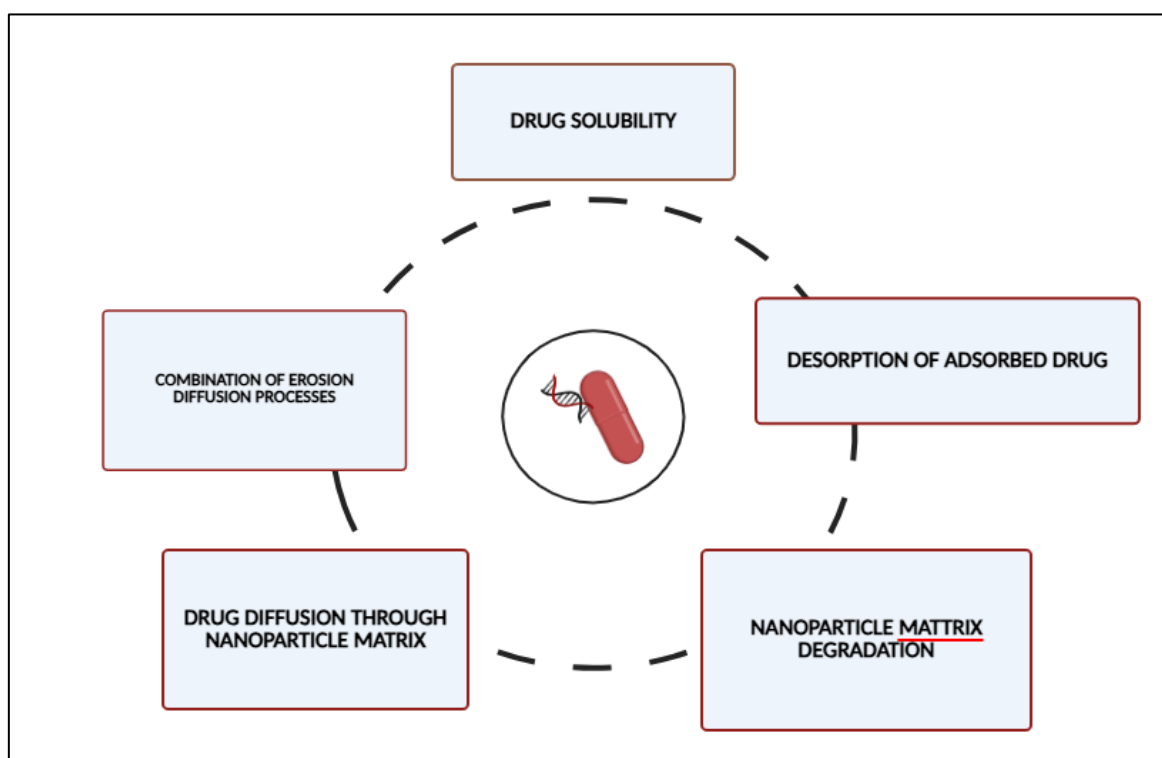 DRUG SOLUBILITY
DESORPTION OF ADSORBED DRUG
COMBINATION OF EROSION
DIFFUSION PROCESSES
DRUG DIFFUSION THROUGH
NANOPARTICLE MATRIX
NANOPARTICLE MATTRIX
DEGRADATION